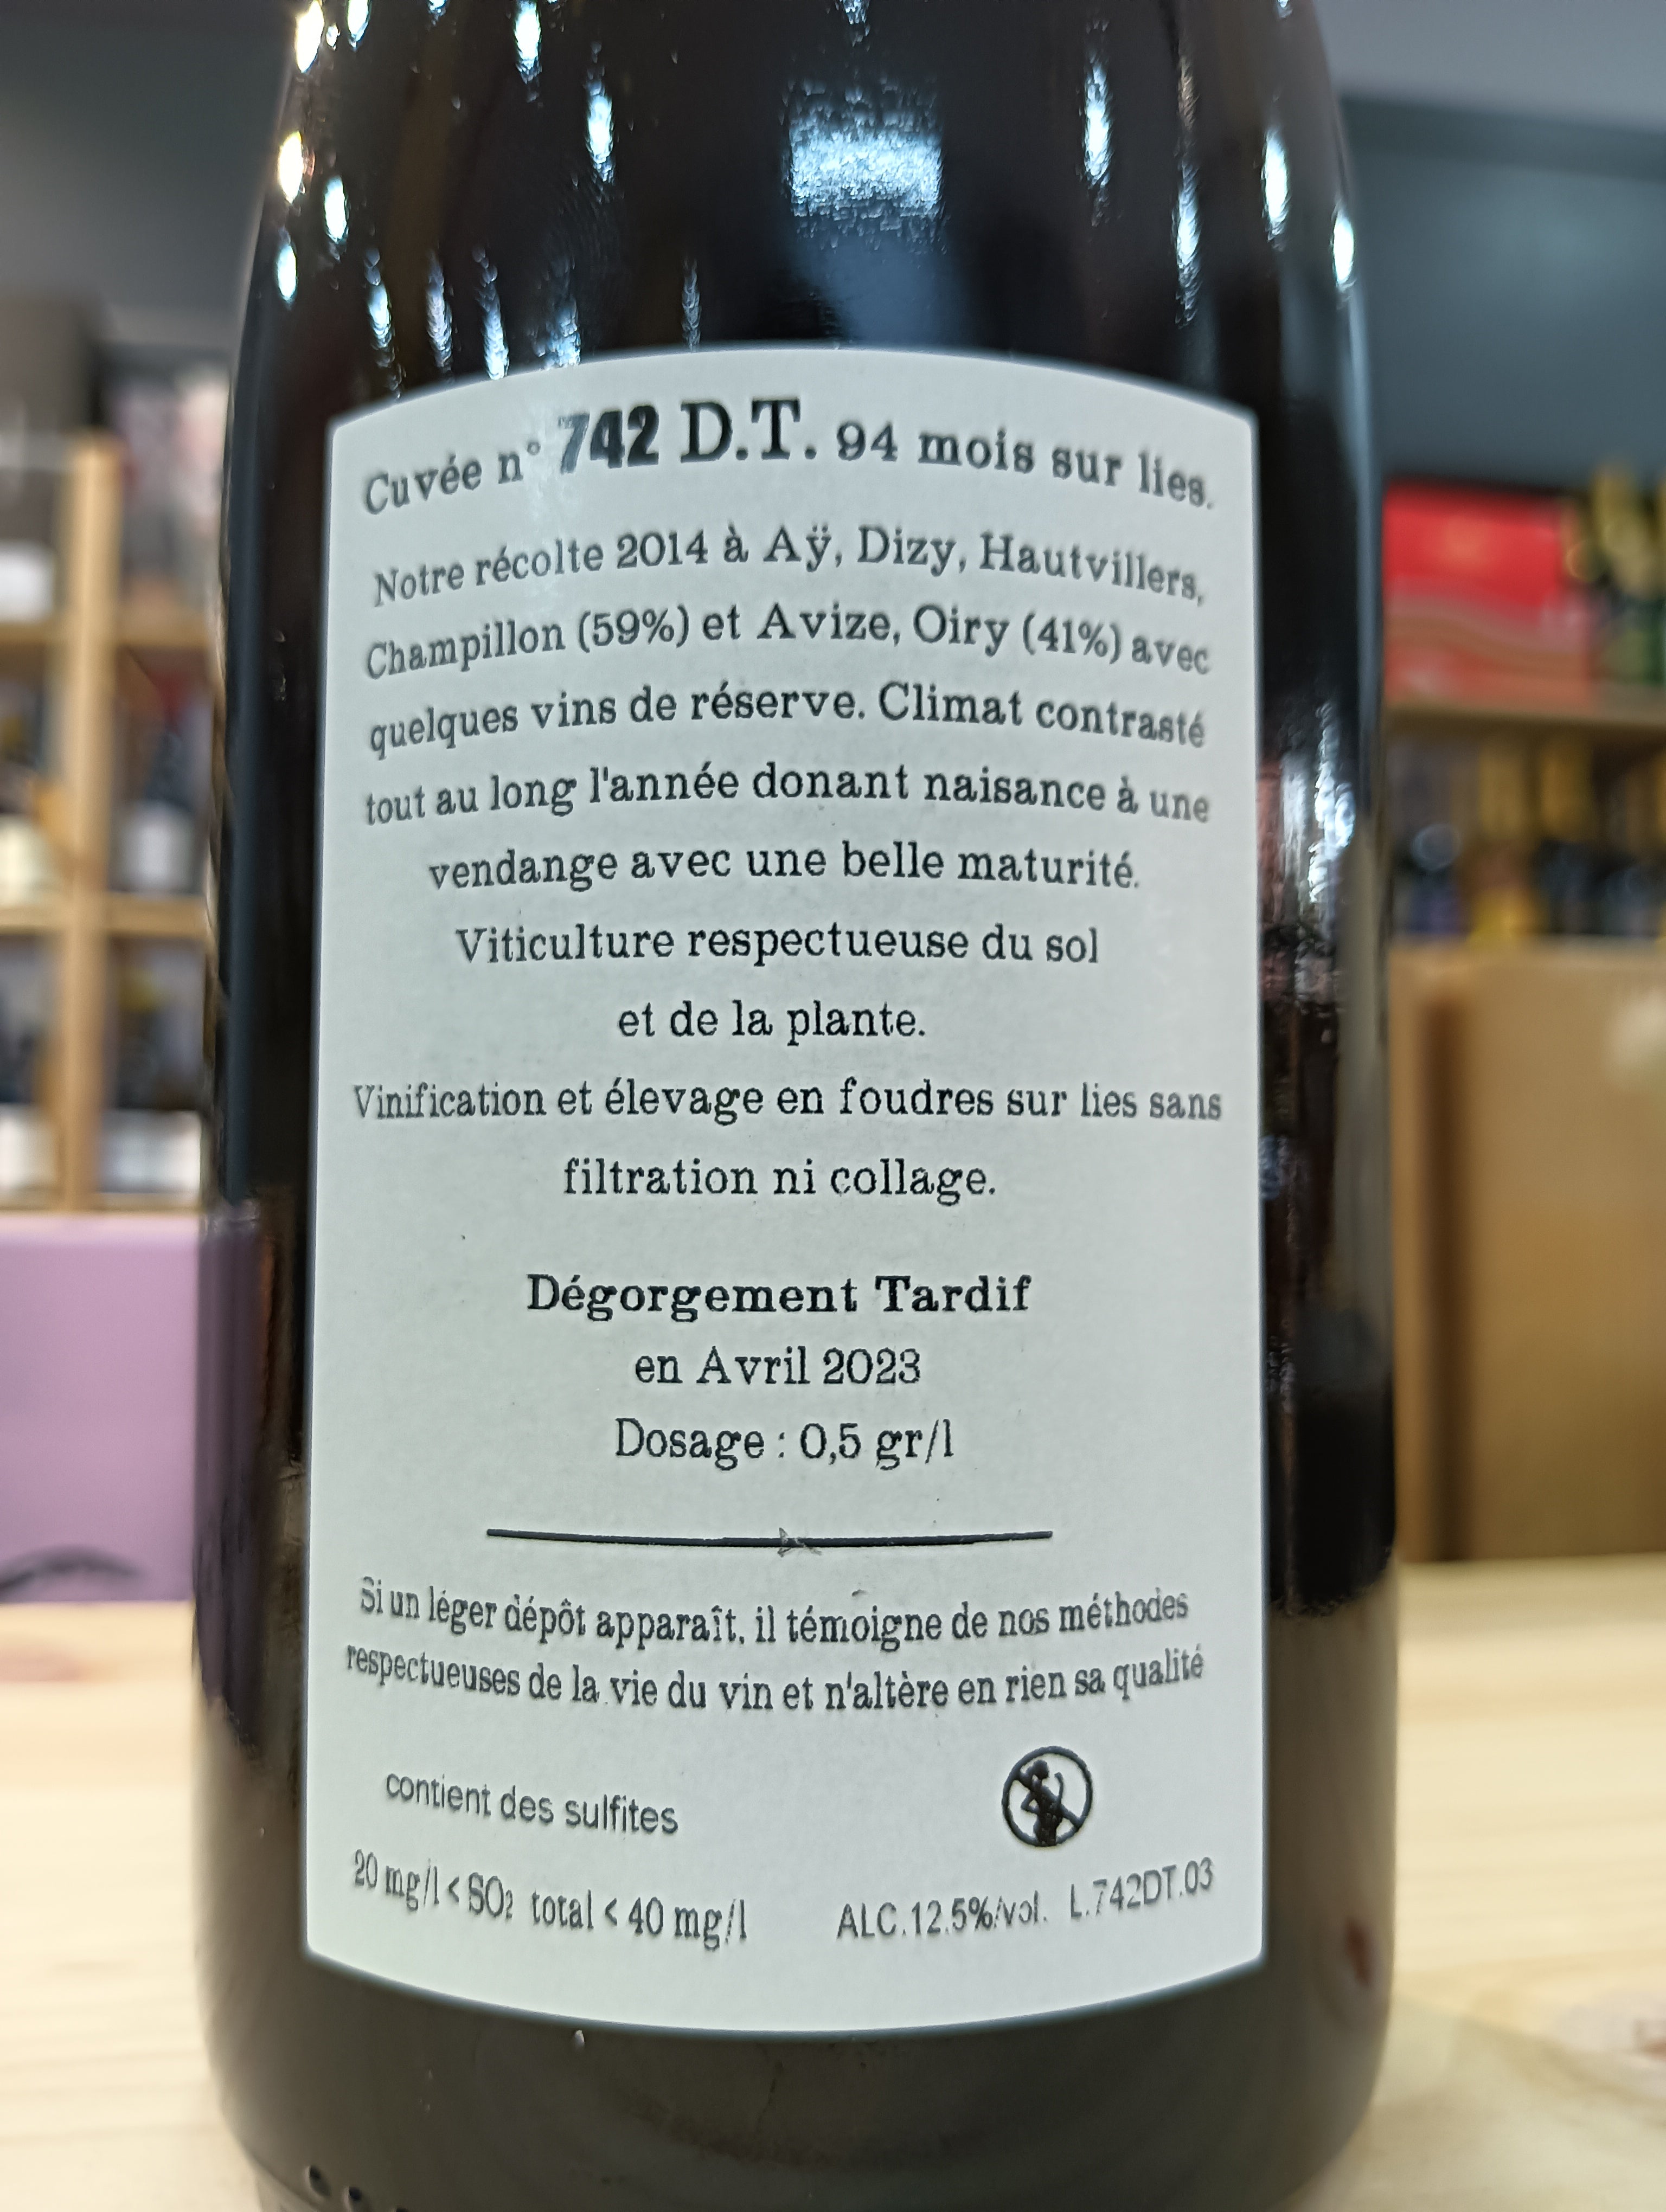 Cuvée n° 742 D.T. 94 mois sur lies.
Notre récolte 2014 à Aÿ, Dizy, Hautvillers,
Champillon (59%) et Avize, Oiry (41%) avec
quelques vins de réserve. Climat contrasté
tout au long l'année donant naisance à une
vendange avec une belle maturité.
Viticulture respectueuse du sol
et de la plante.
Vinification et élevage en foudres sur lies sans
filtration ni collage.
Dégorgement Tardif
en Avril 2023
Dosage : 0,5 gr/l
Si un léger dépôt apparaît, il témoigne de nos méthodes
respectueuses de la vie du vin et n'altère en rien sa qualité
contient des sulfites
20 mg/l < SO₂ total < 40 mg/l ALC.12.5%/vol. L.742DT.03